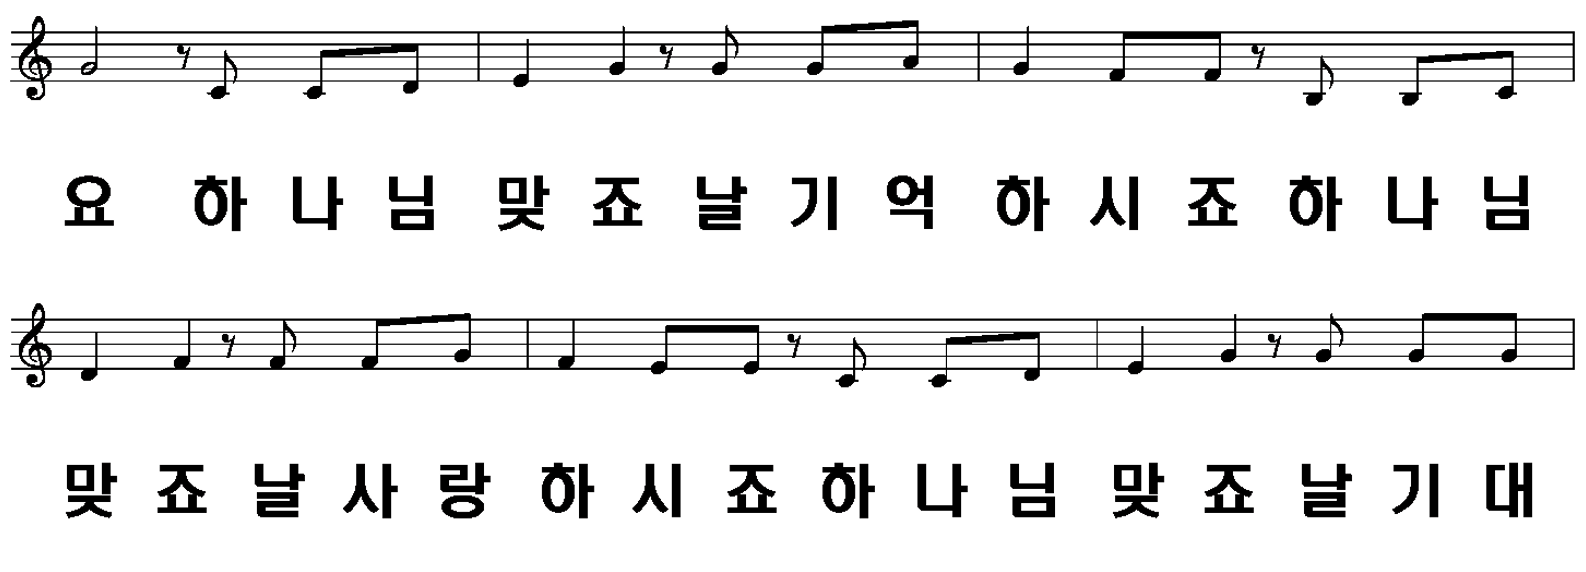 요 하 나 님 맞 죠 날 기 억 하 시 죠 하 나 님
맞 죠 날 사 랑 하 시 죠 하 나 님 맞 죠 날 기 대